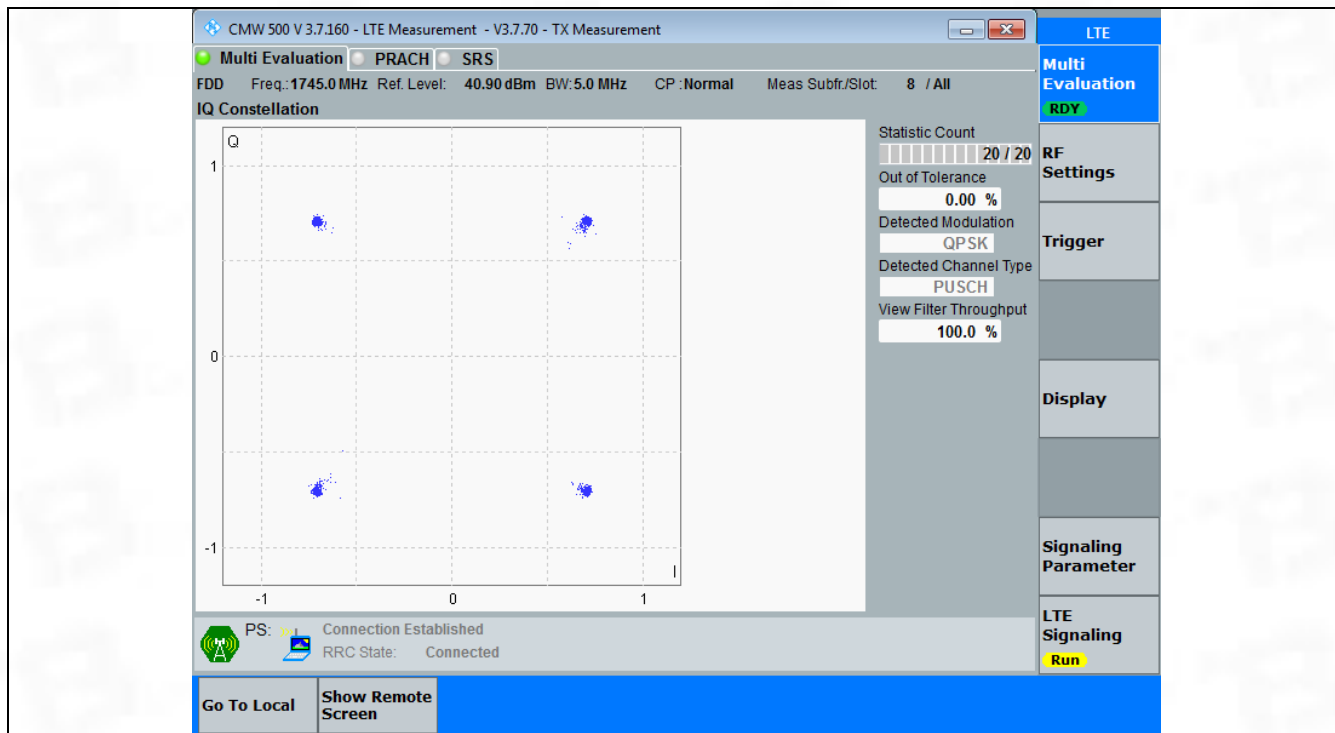 CMW 500 V 3.7.160 - LTE Measurement - V3.7.70 - TX Measurement
LTE
Multi Evaluation PRACH SRS
FDD Freq.:1745.0 MHz Ref. Level: 40.90 dBm BW:5.0 MHz CP :Normal Meas Subfr./Slot: 8 / All
IQ Constellation
Q
1
0
-1
-1 0 1
I
Statistic Count
20 / 20
Out of Tolerance
0.00 %
Detected Modulation
QPSK
Detected Channel Type
PUSCH
View Filter Throughput
100.0 %
Multi
Evaluation
RDY
RF
Settings
Trigger
Display
Signaling
Parameter
LTE
Signaling
Run
PS: Connection Established
RRC State: Connected
Go To Local
Show Remote
Screen